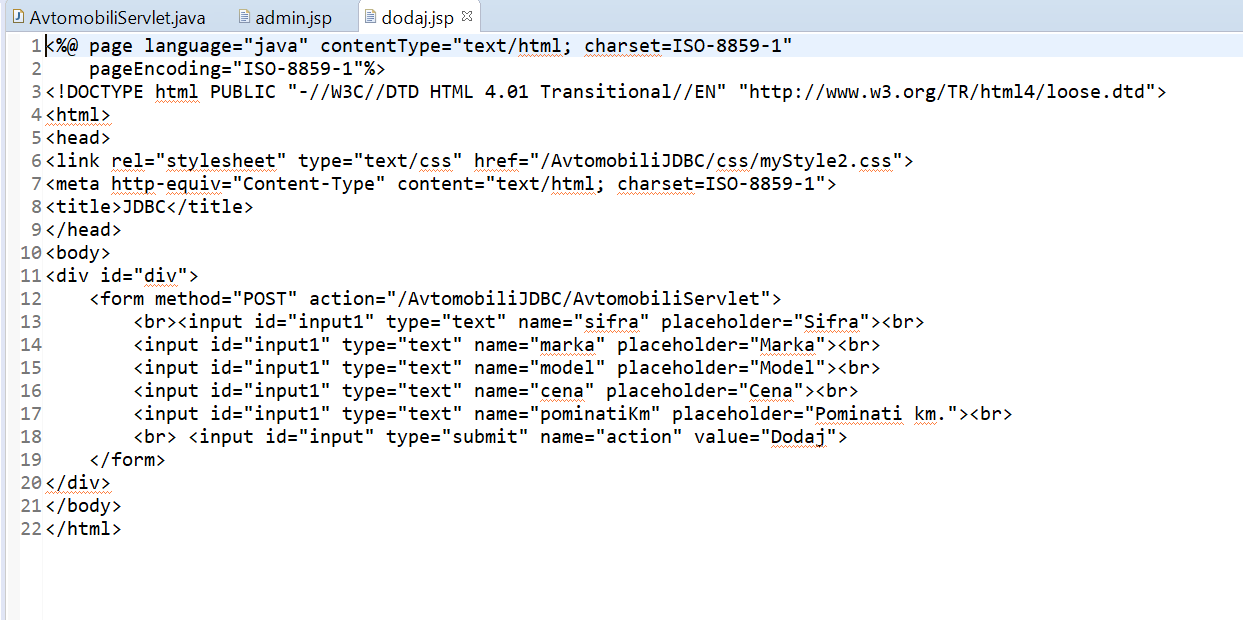 AvtomobiliServlet.java admin.jsp dodaj.jsp
1 <%@ page language="java" contentType="text/html; charset=ISO-8859-1"
2     pageEncoding="ISO-8859-1"%>
3 <!DOCTYPE html PUBLIC "-//W3C//DTD HTML 4.01 Transitional//EN" "http://www.w3.org/TR/html4/loose.dtd">
4 <html>
5 <head>
6 <link rel="stylesheet" type="text/css" href="/AvtomobiliJDBC/css/myStyle2.css">
7 <meta http-equiv="Content-Type" content="text/html; charset=ISO-8859-1">
8 <title>JDBC</title>
9 </head>
10 <body>
11 <div id="div">
12     <form method="POST" action="/AvtomobiliJDBC/AvtomobiliServlet">
13         <br><input id="input1" type="text" name="sifra" placeholder="Sifra"><br>
14         <input id="input1" type="text" name="marka" placeholder="Marka"><br>
15         <input id="input1" type="text" name="model" placeholder="Model"><br>
16         <input id="input1" type="text" name="cena" placeholder="Cena"><br>
17         <input id="input1" type="text" name="pominatiKm" placeholder="Pominati km."><br>
18         <br> <input id="input" type="submit" name="action" value="Dodaj">
19     </form>
20 </div>
21 </body>
22 </html>